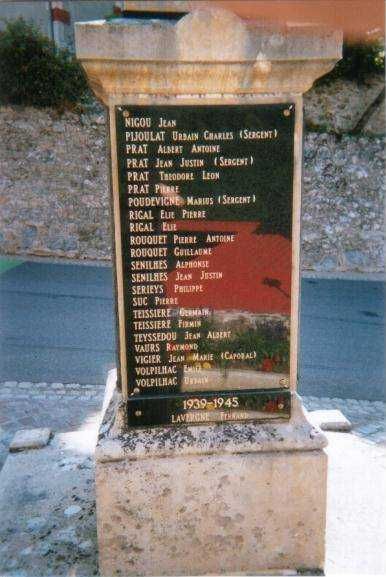 NIGOU JEAN
PIJOULAT URBAIN CHARLES (SERGENT)
PRAT ALBERT ANTOINE
PRAT JEAN JUSTIN (SERGENT)
PRAT THEODORE LEON
PRAT PIERRE
POUDEVIGNE MARIUS (SERGENT)
RIGAL ELIE PIERRE
RIGAL ELIE
ROUQUET PIERRE ANTOINE
ROUQUET GUILLAUME
SENILHES ALPHONSE
SENILHES JEAN JUSTIN
SERIEYS PHILIPPE
SUC PIERRE
TEISSIERE GERMAIN
TEISSIERE FIRMIN
TEYSSEDOU JEAN ALBERT
VAURS RAYMOND
VIGIER JEAN MARIE (CAPORAL)
VOLPILHAC EMILE
VOLPILHAC URBAIN
1939-1945
LAVERGNE FERNAND